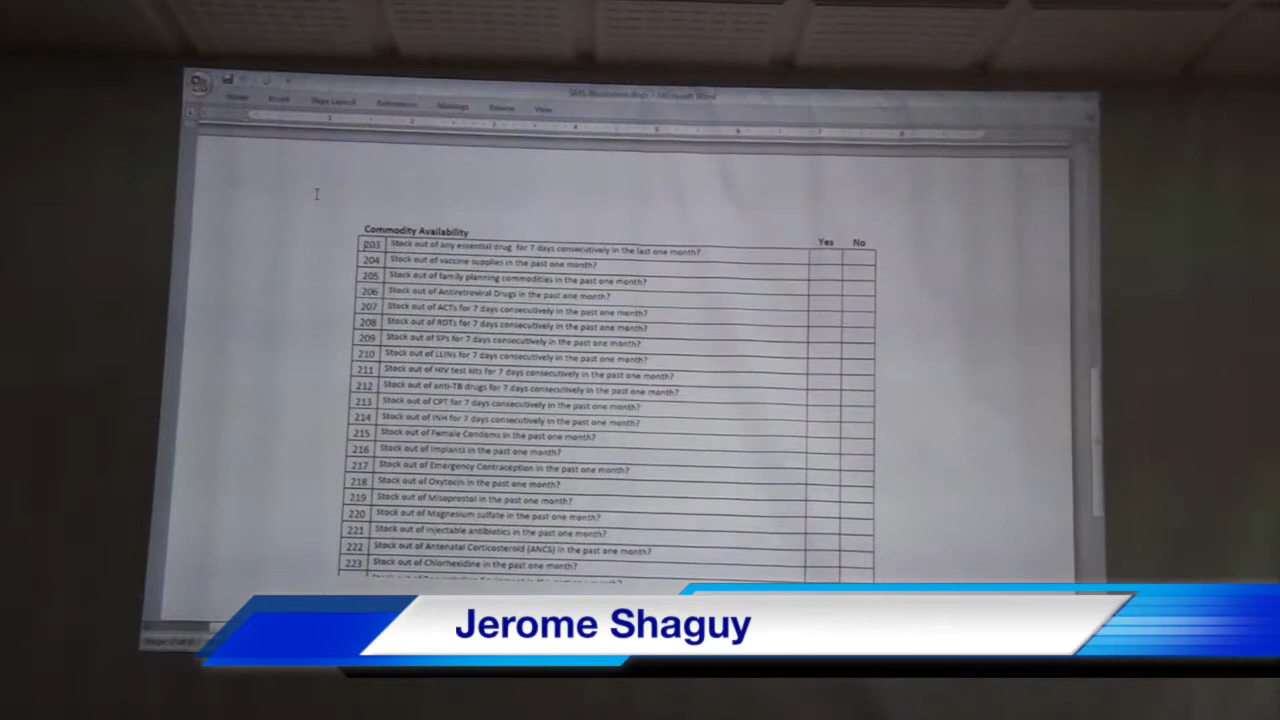 Home Insert Page Layout References Mailings Review View
Commodity Availability Yes No
203 Stock out of any essential drug for 7 days consecutively in the last one month?
204 Stock out of vaccine supplies in the past one month?
205 Stock out of family planning commodities in the past one month?
206 Stock out of Antiretroviral Drugs in the past one month?
207 Stock out of ACTs for 7 days consecutively in the past one month?
208 Stock out of RDTs for 7 days consecutively in the past one month?
209 Stock out of SPs for 7 days consecutively in the past one month?
210 Stock out of LLINs for 7 days consecutively in the past one month?
211 Stock out of HIV test kits for 7 days consecutively in the past one month?
212 Stock out of anti-TB drugs for 7 days consecutively in the past one month?
213 Stock out of CPT for 7 days consecutively in the past one month?
214 Stock out of INH for 7 days consecutively in the past one month?
215 Stock out of Female Condoms in the past one month?
216 Stock out of Implants in the past one month?
217 Stock out of Emergency Contraception in the past one month?
218 Stock out of Oxytocin in the past one month?
219 Stock out of Misoprostol in the past one month?
220 Stock out of Magnesium sulfate in the past one month?
221 Stock out of Injectable antibiotics in the past one month?
222 Stock out of Antenatal Corticosteroid (ANCS) in the past one month?
223 Stock out of Chlorhexidine in the past one month?
Jerome Shaguy